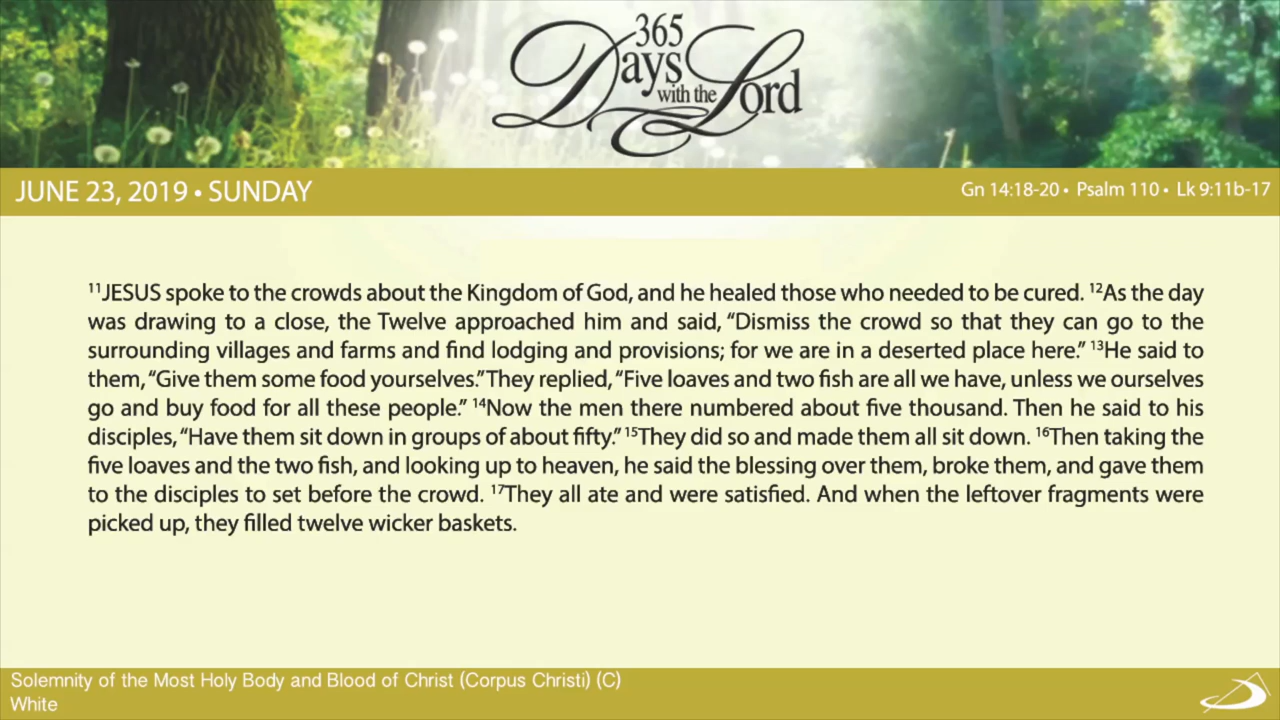 365
Days
with the
Lord
JUNE 23, 2019 • SUNDAY
Gn 14:18-20 • Psalm 110 • Lk 9:11b-17
¹¹JESUS spoke to the crowds about the Kingdom of God, and he healed those who needed to be cured. ¹²As the day
was drawing to a close, the Twelve approached him and said, “Dismiss the crowd so that they can go to the
surrounding villages and farms and find lodging and provisions; for we are in a deserted place here.” ¹³He said to
them, “Give them some food yourselves.” They replied, “Five loaves and two fish are all we have, unless we ourselves
go and buy food for all these people.” ¹⁴Now the men there numbered about five thousand. Then he said to his
disciples, “Have them sit down in groups of about fifty.” ¹⁵They did so and made them all sit down. ¹⁶Then taking the
five loaves and the two fish, and looking up to heaven, he said the blessing over them, broke them, and gave them
to the disciples to set before the crowd. ¹⁷They all ate and were satisfied. And when the leftover fragments were
picked up, they filled twelve wicker baskets.
Solemnity of the Most Holy Body and Blood of Christ (Corpus Christi) (C)
White